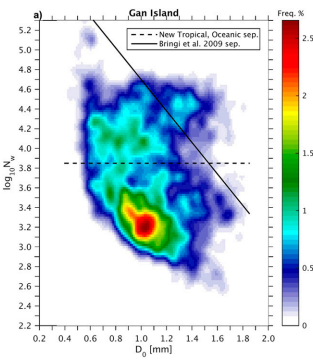 a)
Gan Island
Freq. %
New Tropical, Oceanic sep.
Bringi et al. 2009 sep.
log10Nw
5.2
5.0
4.8
4.6
4.4
4.2
4.0
3.8
3.6
3.4
3.2
3.0
2.8
2.6
2.4
2.2
0.2 0.4 0.6 0.8 1.0 1.2 1.4 1.6 1.8 2.0
D0 [mm]
2.5
2
1.5
1
0.5
0